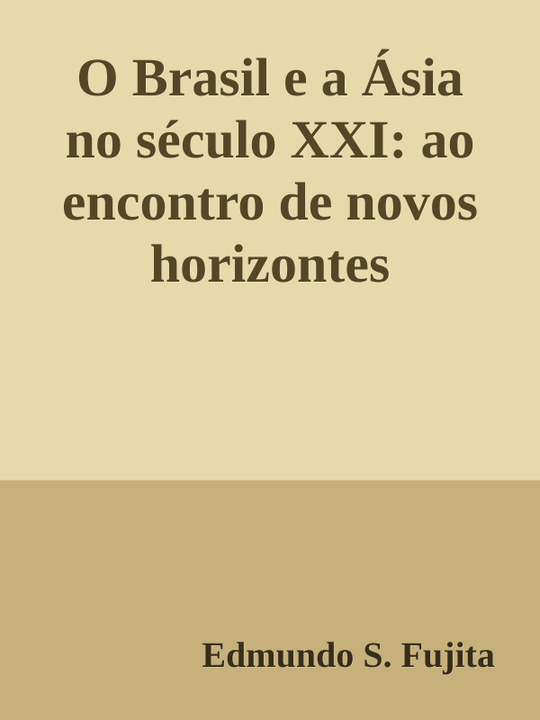 O Brasil e a Ásia
no século XXI: ao
encontro de novos
horizontes
Edmundo S. Fujita